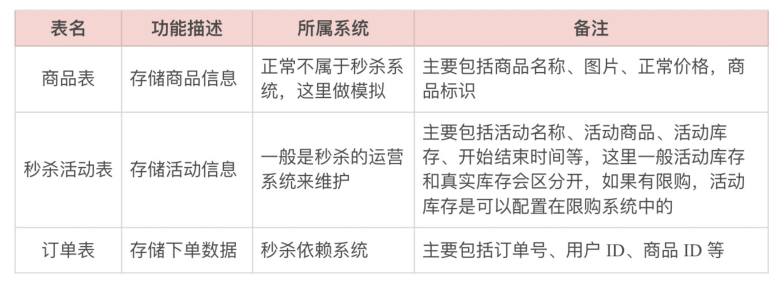 表名 功能描述 所属系统 备注
商品表 存储商品信息 正常不属于秒杀系
统，这里做模拟 主要包括商品名称、图片、正常价格，商
品标识
秒杀活动表 存储活动信息 一般是秒杀的运营
系统来维护 主要包括活动名称、活动商品、活动库
存、开始结束时间等，这里一般活动库存
和真实库存会区分开，如果有限购，活动
库存是可以配置在限购系统中的
订单表 存储下单数据 秒杀依赖系统 主要包括订单号、用户 ID、商品 ID 等